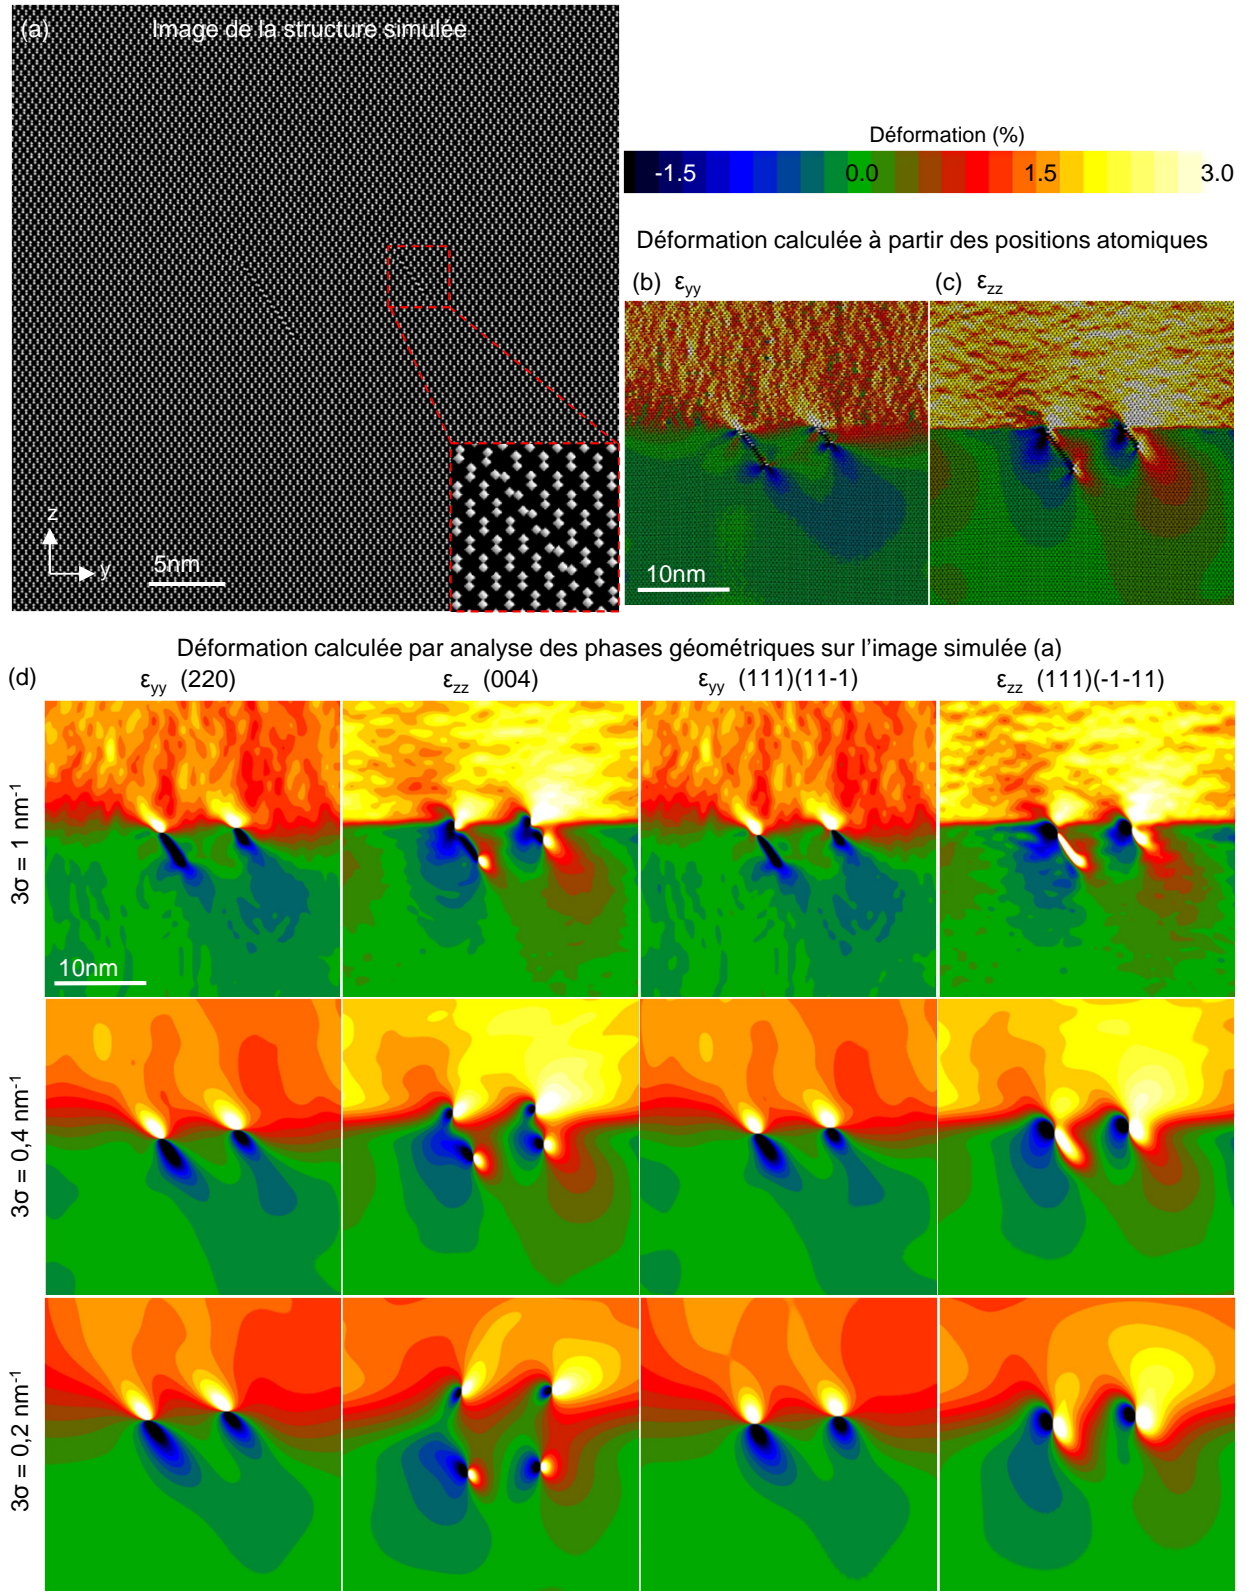 (a) Image de la structure simulée
z
y
5nm
Déformation (%)
-1.5 0.0 1.5 3.0
Déformation calculée à partir des positions atomiques
(b) εyy (c) εzz
10nm
Déformation calculée par analyse des phases géométriques sur l'image simulée (a)
(d) εyy (220) εzz (004) εyy (111)(11-1) εzz (111)(-1-11)
3σ = 1 nm⁻¹
10nm
3σ = 0,4 nm⁻¹
3σ = 0,2 nm⁻¹